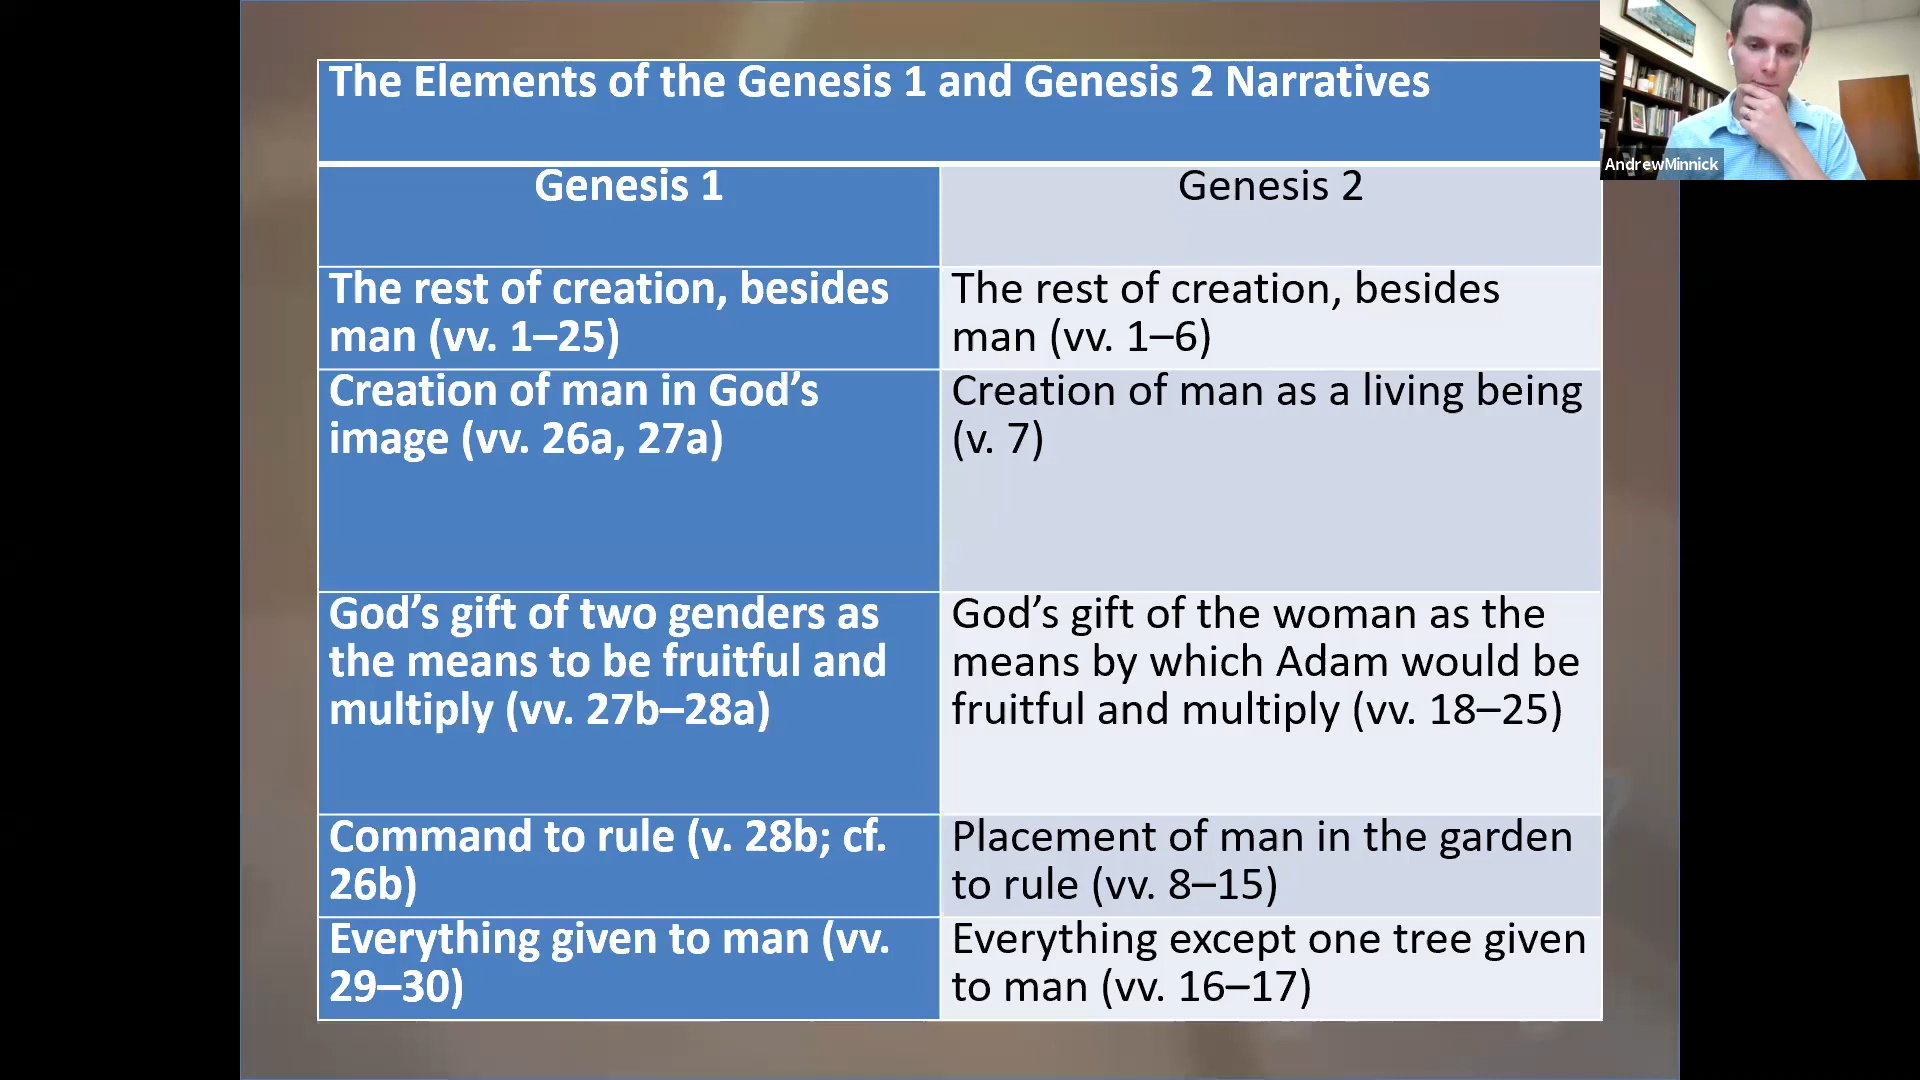 The Elements of the Genesis 1 and Genesis 2 Narratives
AndrewMinnick
Genesis 1
Genesis 2
The rest of creation, besides
man (vv. 1–25)
The rest of creation, besides
man (vv. 1–6)
Creation of man in God’s
image (vv. 26a, 27a)
Creation of man as a living being
(v. 7)
God’s gift of two genders as
the means to be fruitful and
multiply (vv. 27b–28a)
God’s gift of the woman as the
means by which Adam would be
fruitful and multiply (vv. 18–25)
Command to rule (v. 28b; cf.
26b)
Placement of man in the garden
to rule (vv. 8–15)
Everything given to man (vv.
29–30)
Everything except one tree given
to man (vv. 16–17)